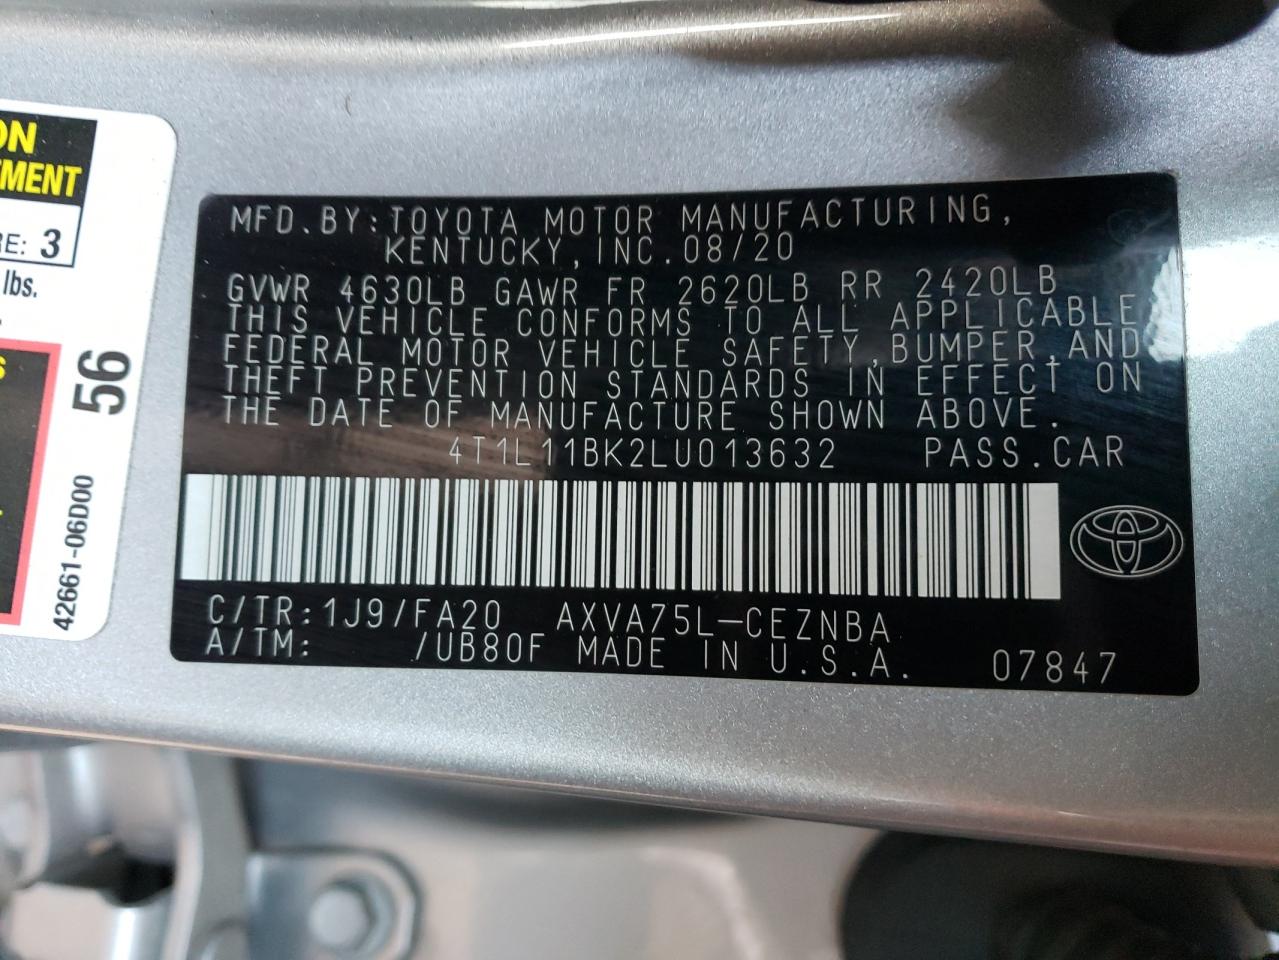 ON
TMENT
RE: 3
lbs.
S
56
42661-06D00
MFD.BY:TOYOTA MOTOR MANUFACTURING,
KENTUCKY,INC.08/20
GVWR 4630LB GAWR FR 2620LB RR 2420LB
THIS VEHICLE CONFORMS TO ALL APPLICABLE
FEDERAL MOTOR VEHICLE SAFETY,BUMPER,AND
THEFT PREVENTION STANDARDS IN EFFECT ON
THE DATE OF MANUFACTURE SHOWN ABOVE.
4T1L11BK2LU013632 PASS.CAR
C/TR:1J9/FA20 AXVA75L-CEZNBA
A/TM: /UB80F MADE IN U.S.A. 07847